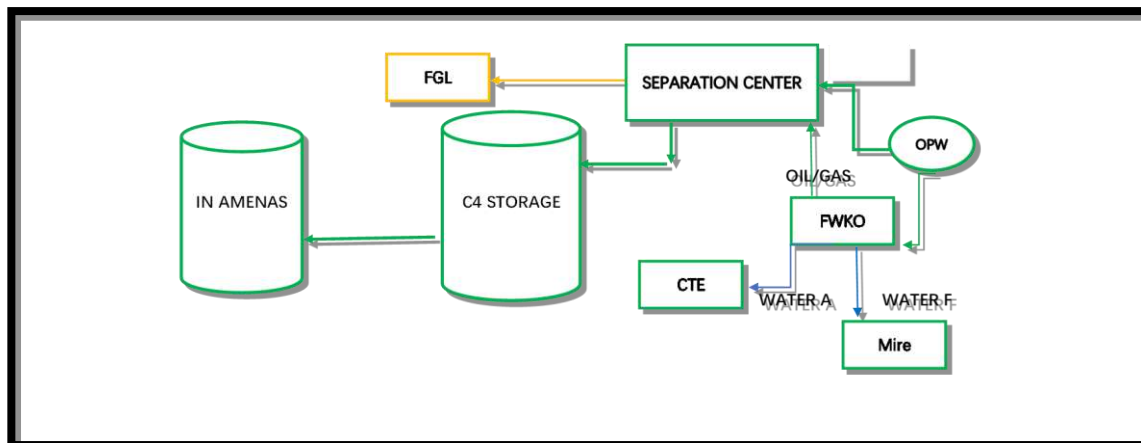 FGL
SEPARATION CENTER
OPW
IN AMENAS
C4 STORAGE
OIL/GAS
FWKO
CTE
WATER A
WATER F
Mire